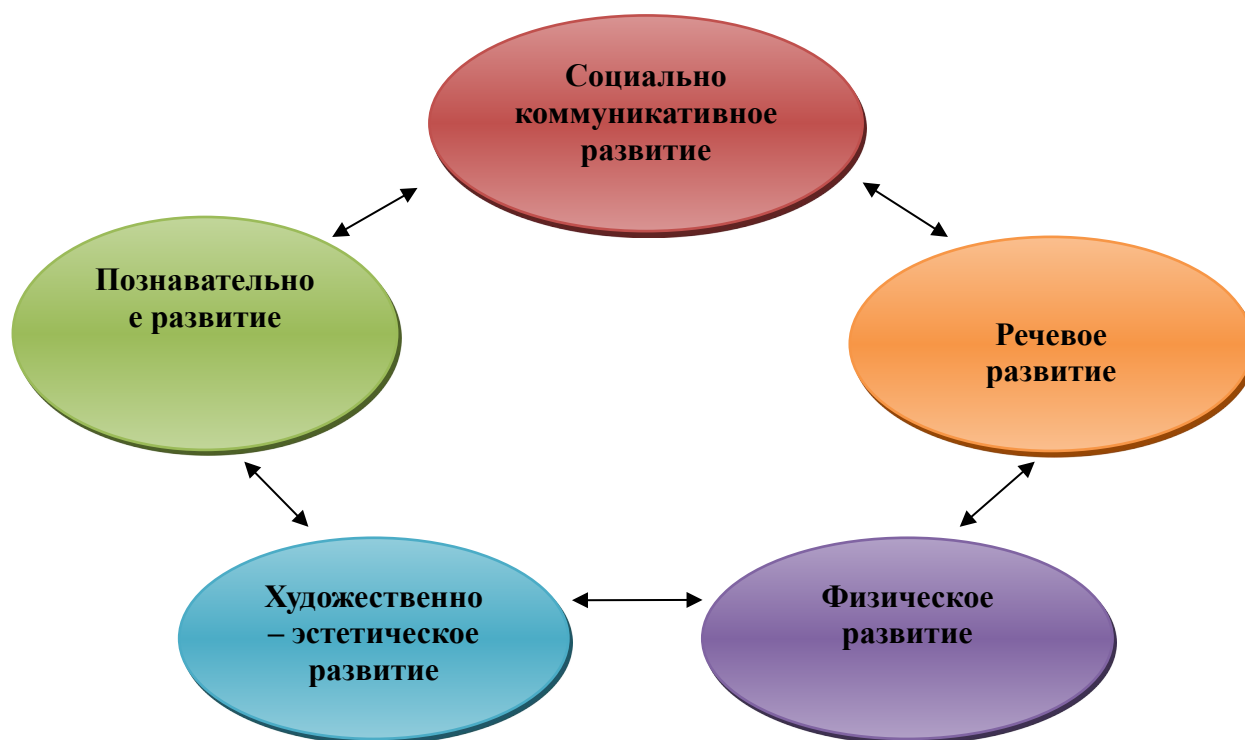 Социально
коммуникативное
развитие
Познавательно
е развитие
Речевое
развитие
Художественно
– эстетическое
развитие
Физическое
развитие